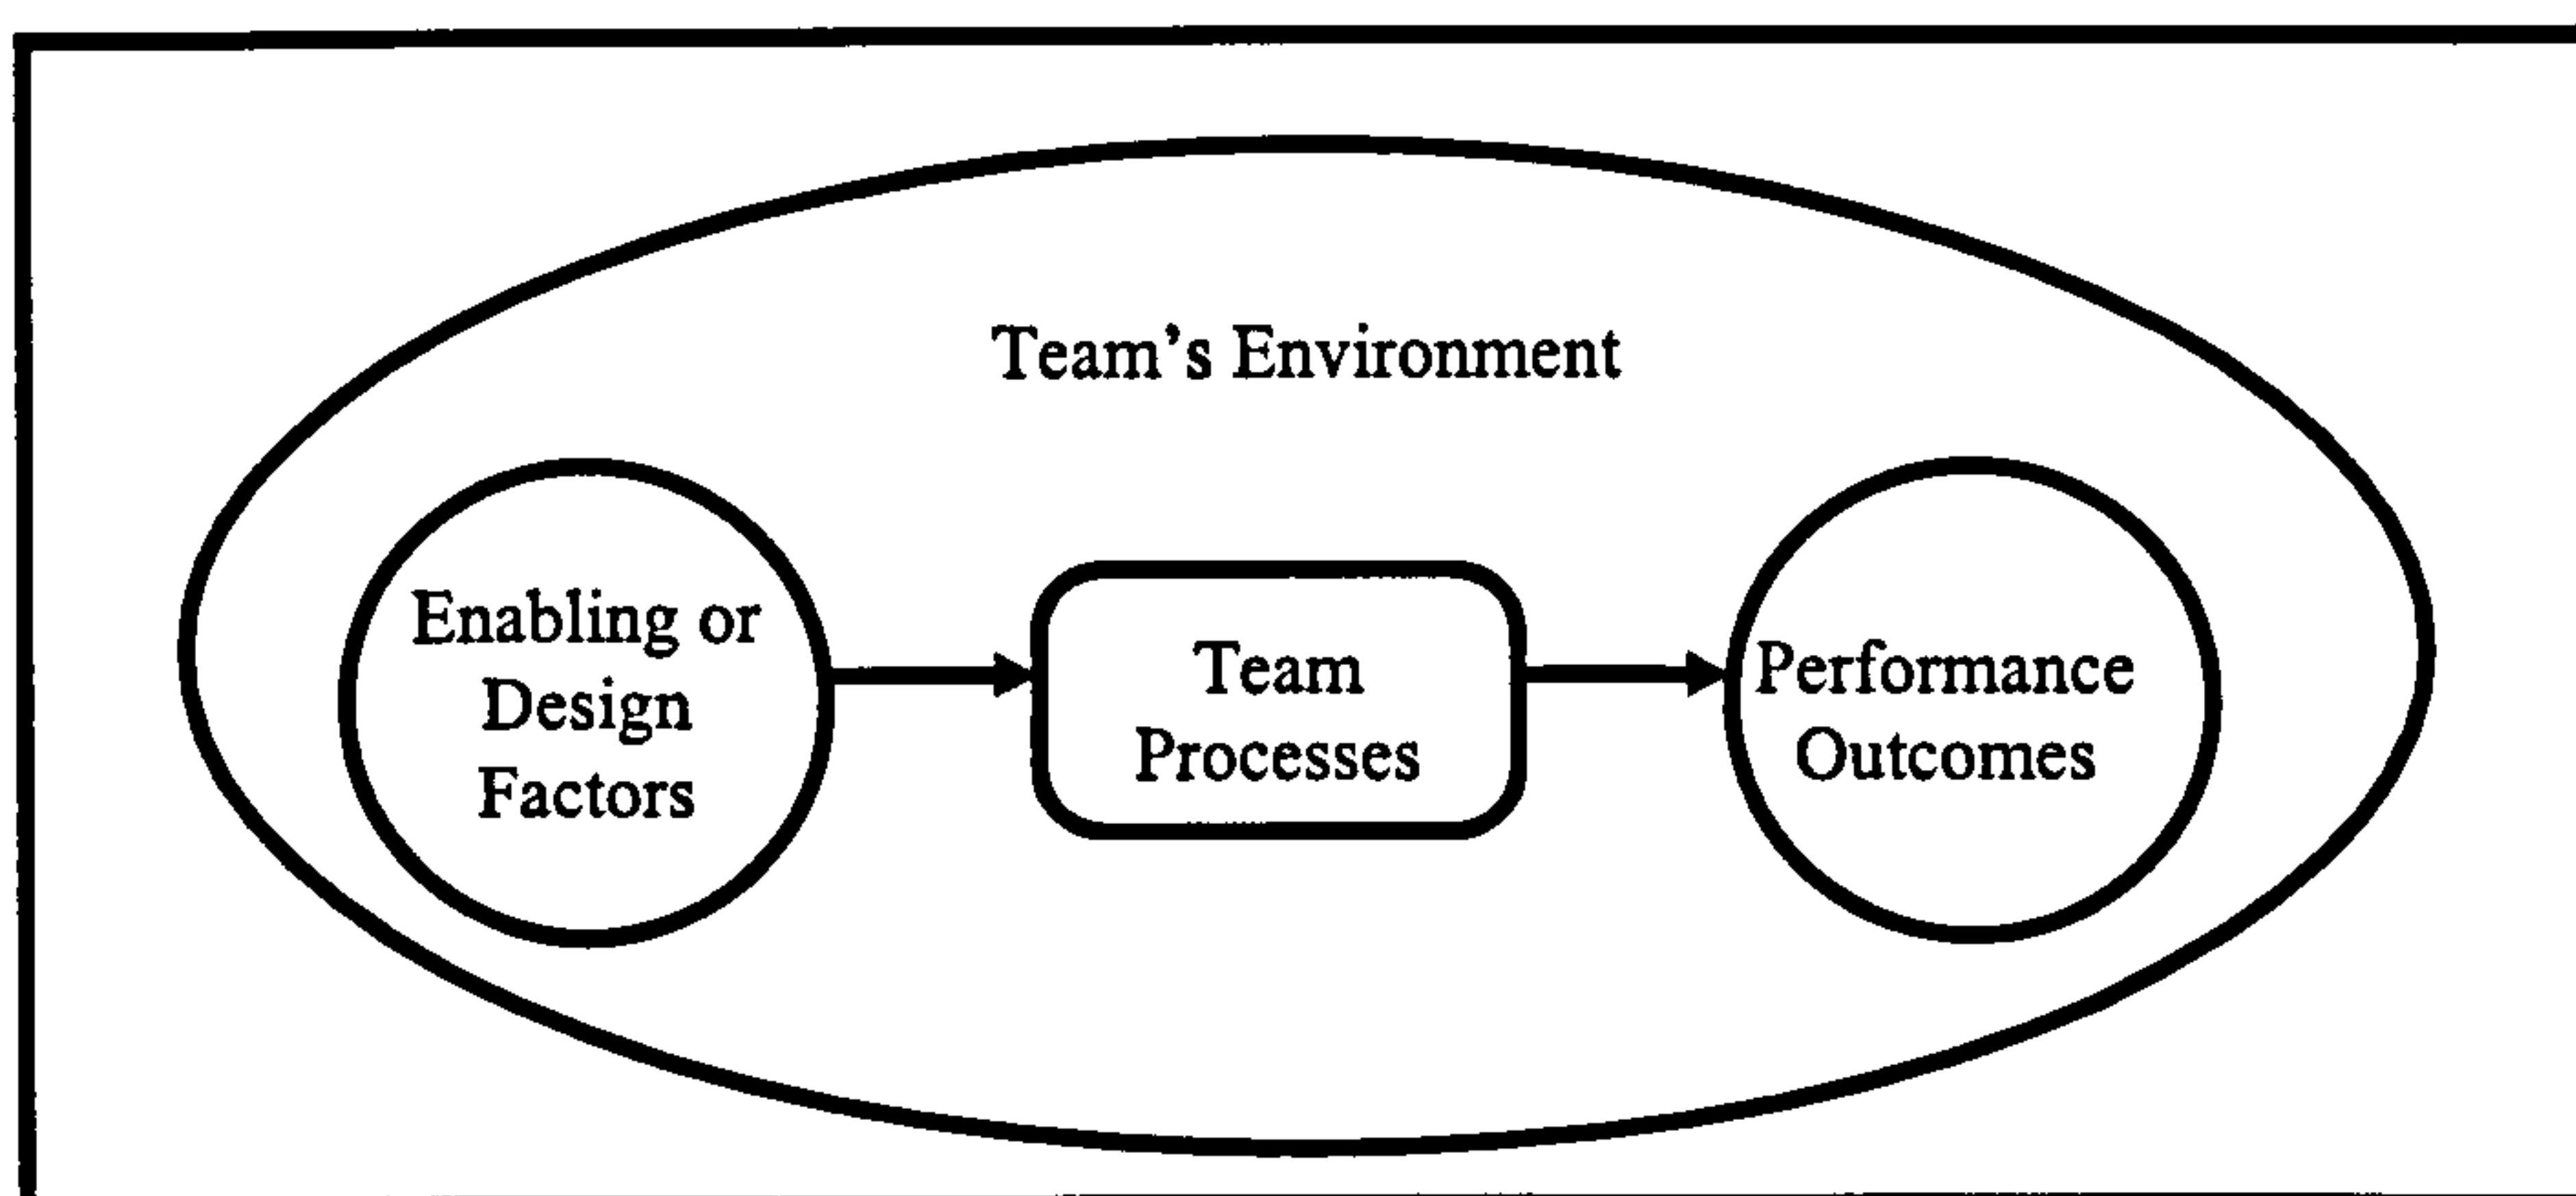 Team's Environment
Enabling or
Design
Factors
Team
Processes
Performance
Outcomes